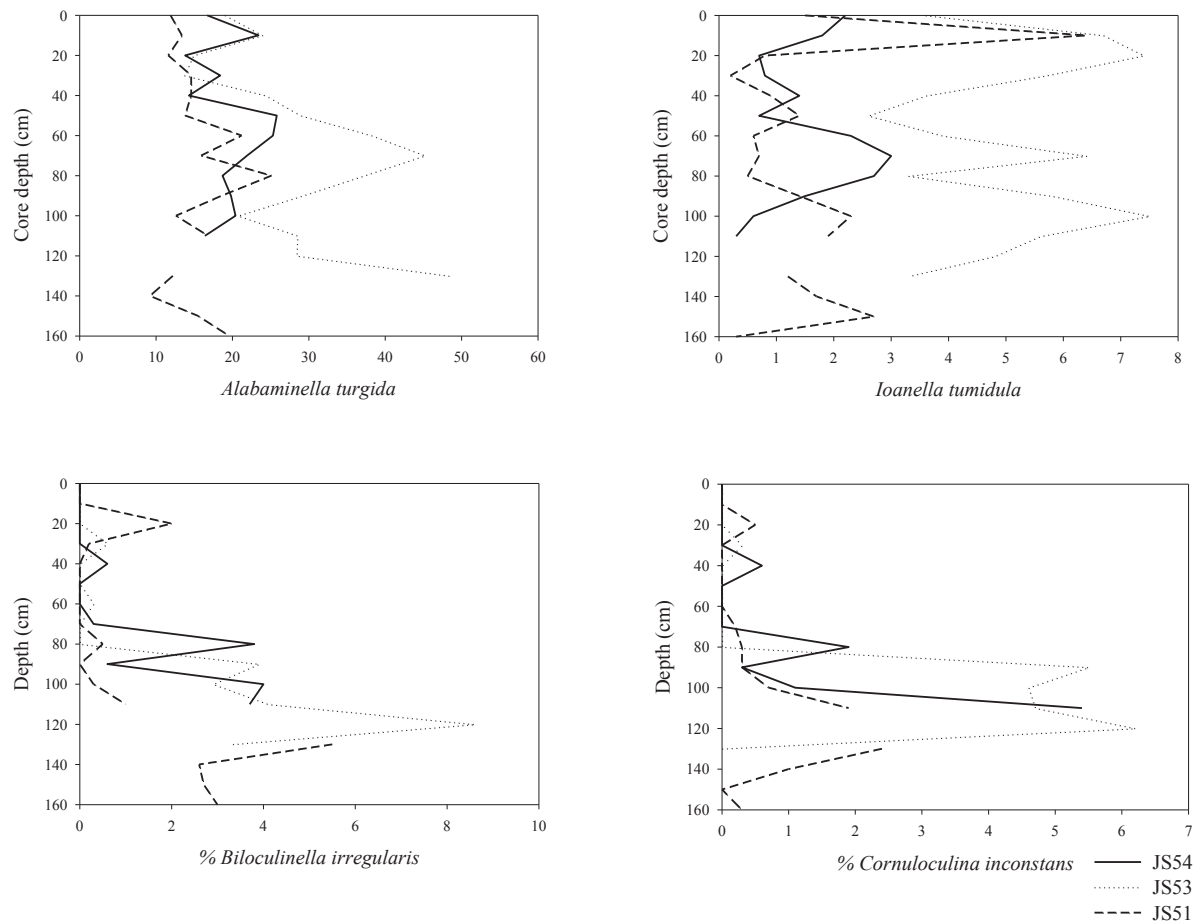 0
20
40
60
80
100
120
140
160
Core depth (cm)
0 10 20 30 40 50 60
Alabaminella turgida
0
20
40
60
80
100
120
140
160
Core depth (cm)
0 1 2 3 4 5 6 7 8
Ioanella tumidula
0
20
40
60
80
100
120
140
160
Depth (cm)
0 2 4 6 8 10
% Biloculinella irregularis
0
20
40
60
80
100
120
140
160
Depth (cm)
0 1 2 3 4 5 6 7
% Cornuloculina inconstans
JS54
JS53
JS51